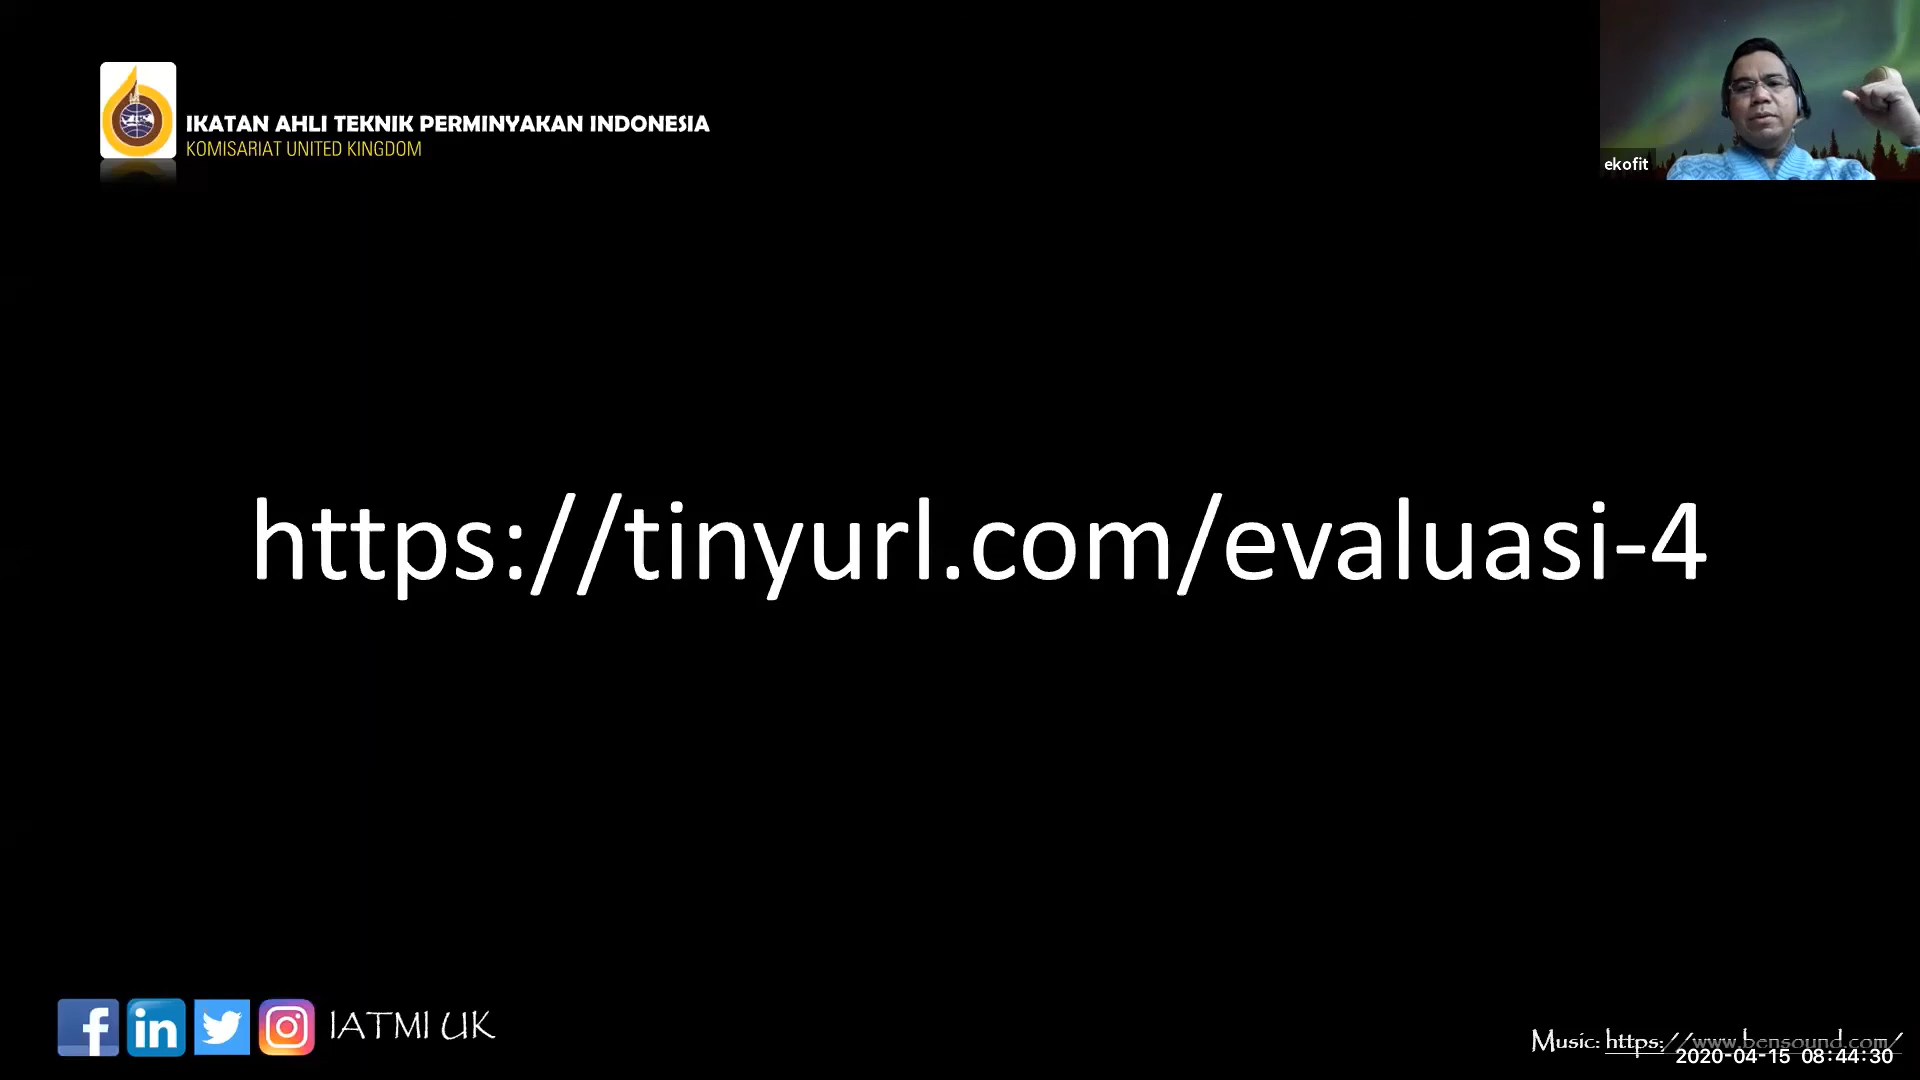 IKATAN AHLI TEKNIK PERMINYAKAN INDONESIA
KOMISARIAT UNITED KINGDOM
ekofit
https://tinyurl.com/evaluasi-4
IATMI UK
Music: https://www.bensound.com/
2020-04-15 08:44:30